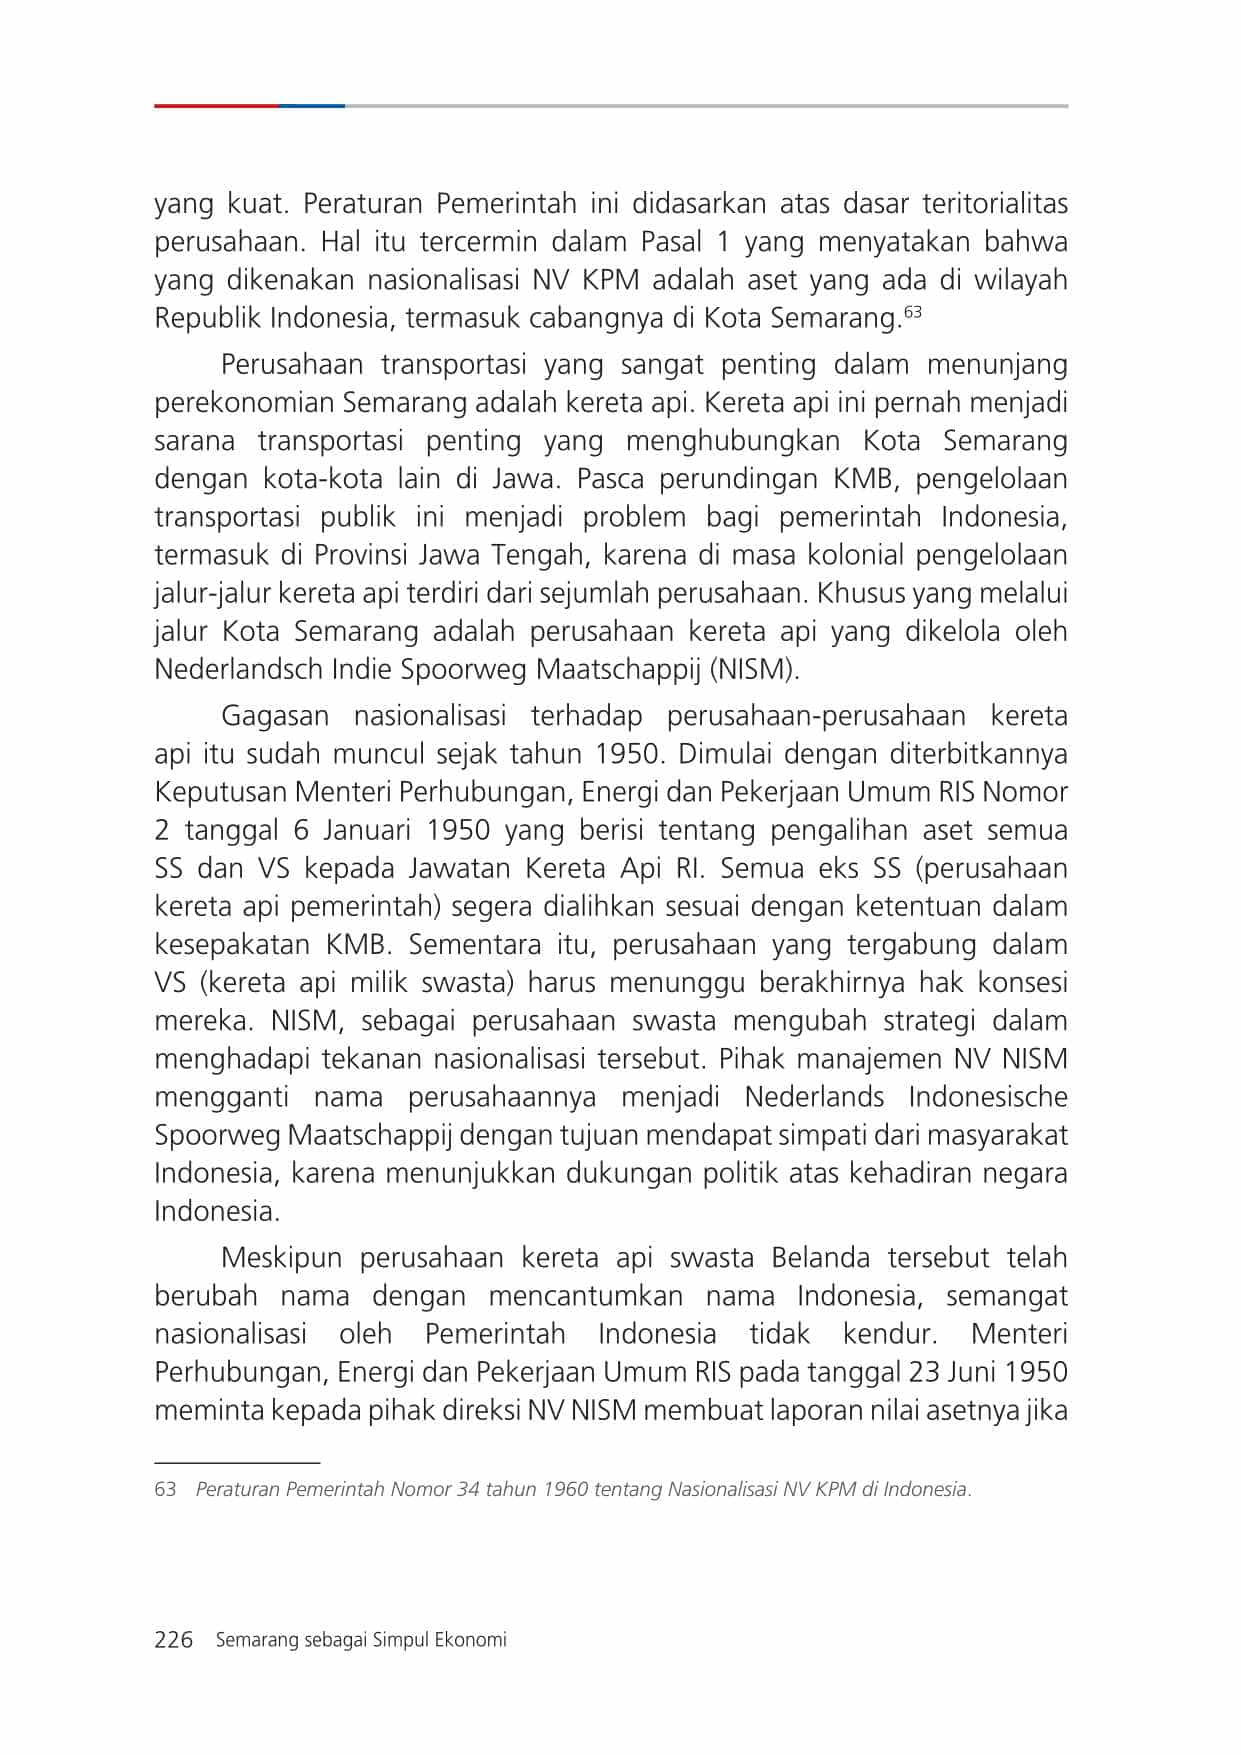 yang kuat. Peraturan Pemerintah ini didasarkan atas dasar teritorialitas
perusahaan. Hal itu tercermin dalam Pasal 1 yang menyatakan bahwa
yang dikenakan nasionalisasi NV KPM adalah aset yang ada di wilayah
Republik Indonesia, termasuk cabangnya di Kota Semarang.63
Perusahaan transportasi yang sangat penting dalam menunjang
perekonomian Semarang adalah kereta api. Kereta api ini pernah menjadi
sarana transportasi penting yang menghubungkan Kota Semarang
dengan kota-kota lain di Jawa. Pasca perundingan KMB, pengelolaan
transportasi publik ini menjadi problem bagi pemerintah Indonesia,
termasuk di Provinsi Jawa Tengah, karena di masa kolonial pengelolaan
jalur-jalur kereta api terdiri dari sejumlah perusahaan. Khusus yang melalui
jalur Kota Semarang adalah perusahaan kereta api yang dikelola oleh
Nederlandsch Indie Spoorweg Maatschappij (NISM).
Gagasan nasionalisasi terhadap perusahaan-perusahaan kereta
api itu sudah muncul sejak tahun 1950. Dimulai dengan diterbitkannya
Keputusan Menteri Perhubungan, Energi dan Pekerjaan Umum RIS Nomor
2 tanggal 6 Januari 1950 yang berisi tentang pengalihan aset semua
SS dan VS kepada Jawatan Kereta Api RI. Semua eks SS (perusahaan
kereta api pemerintah) segera dialihkan sesuai dengan ketentuan dalam
kesepakatan KMB. Sementara itu, perusahaan yang tergabung dalam
VS (kereta api milik swasta) harus menunggu berakhirnya hak konsesi
mereka. NISM, sebagai perusahaan swasta mengubah strategi dalam
menghadapi tekanan nasionalisasi tersebut. Pihak manajemen NV NISM
mengganti nama perusahaannya menjadi Nederlands Indonesische
Spoorweg Maatschappij dengan tujuan mendapat simpati dari masyarakat
Indonesia, karena menunjukkan dukungan politik atas kehadiran negara
Indonesia.
Meskipun perusahaan kereta api swasta Belanda tersebut telah
berubah nama dengan mencantumkan nama Indonesia, semangat
nasionalisasi oleh Pemerintah Indonesia tidak kendur. Menteri
Perhubungan, Energi dan Pekerjaan Umum RIS pada tanggal 23 Juni 1950
meminta kepada pihak direksi NV NISM membuat laporan nilai asetnya jika
63 Peraturan Pemerintah Nomor 34 tahun 1960 tentang Nasionalisasi NV KPM di Indonesia.
226 Semarang sebagai Simpul Ekonomi